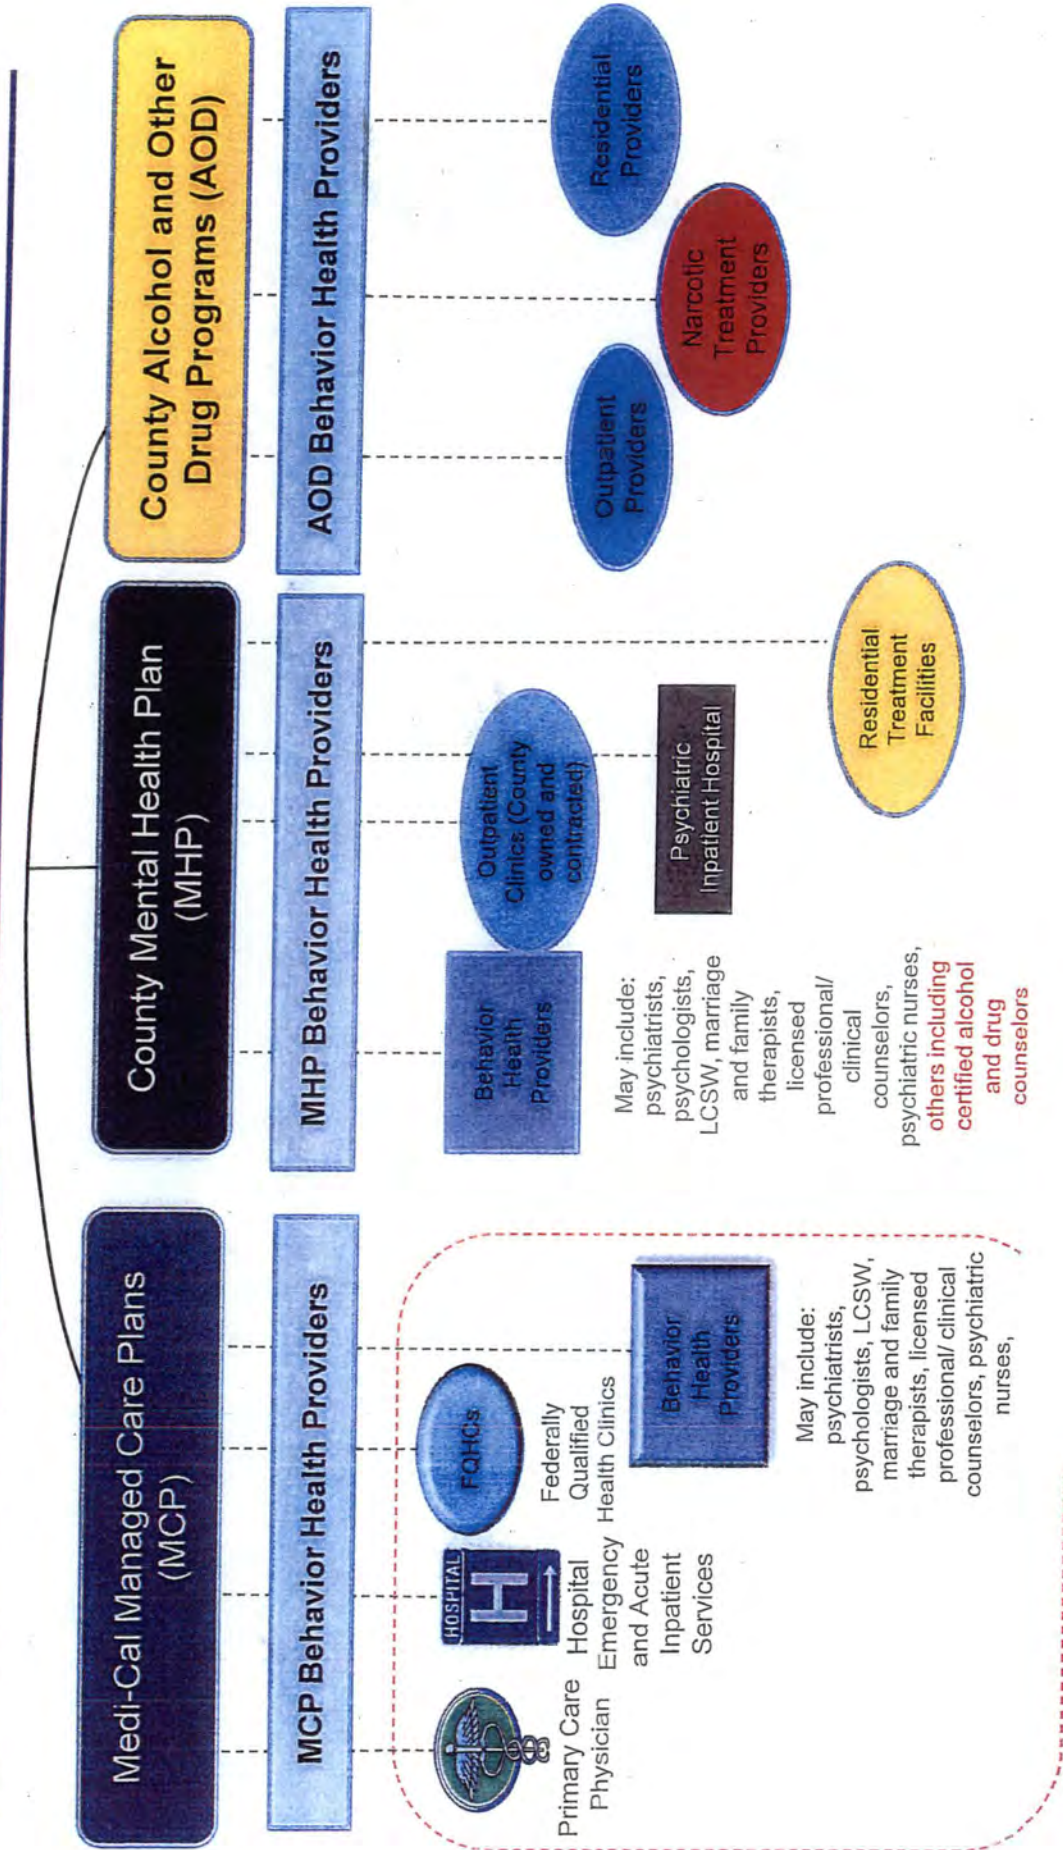 Medi-Cal Managed Care Plans
(MCP)
MCP Behavior Health Providers
Primary Care
Physician
HOSPITAL
H
Hospital
Emergency
and Acute
Inpatient
Services
FQHCs
Federally
Qualified
Health Clinics
Behavior
Health
Providers
May include:
psychiatrists,
psychologists, LCSW,
marriage and family
therapists, licensed
professional/ clinical
counselors, psychiatric
nurses,
County Mental Health Plan
(MHP)
MHP Behavior Health Providers
Behavior
Health
Providers
May include:
psychiatrists,
psychologists,
LCSW, marriage
and family
therapists,
licensed
professional/
clinical
counselors,
psychiatric nurses,
others including
certified alcohol
and drug
counselors
Outpatient
Clinics (County
owned and
contracted)
Psychiatric
Inpatient Hospital
Residential
Treatment
Facilities
County Alcohol and Other
Drug Programs (AOD)
AOD Behavior Health Providers
Outpatient
Providers
Narcotic
Treatment
Providers
Residential
Providers